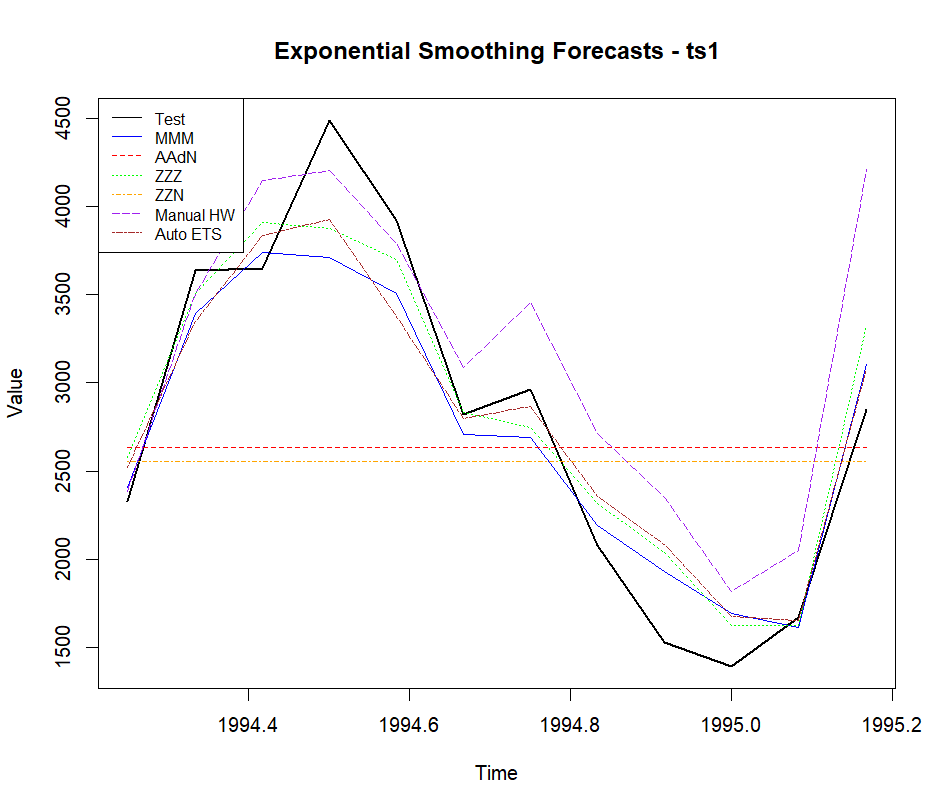 Exponential Smoothing Forecasts - ts1
Value
4500
4000
3500
3000
2500
2000
1500
Test
MMM
AAdN
ZZZ
ZZN
Manual HW
Auto ETS
1994.4 1994.6 1994.8 1995.0 1995.2
Time